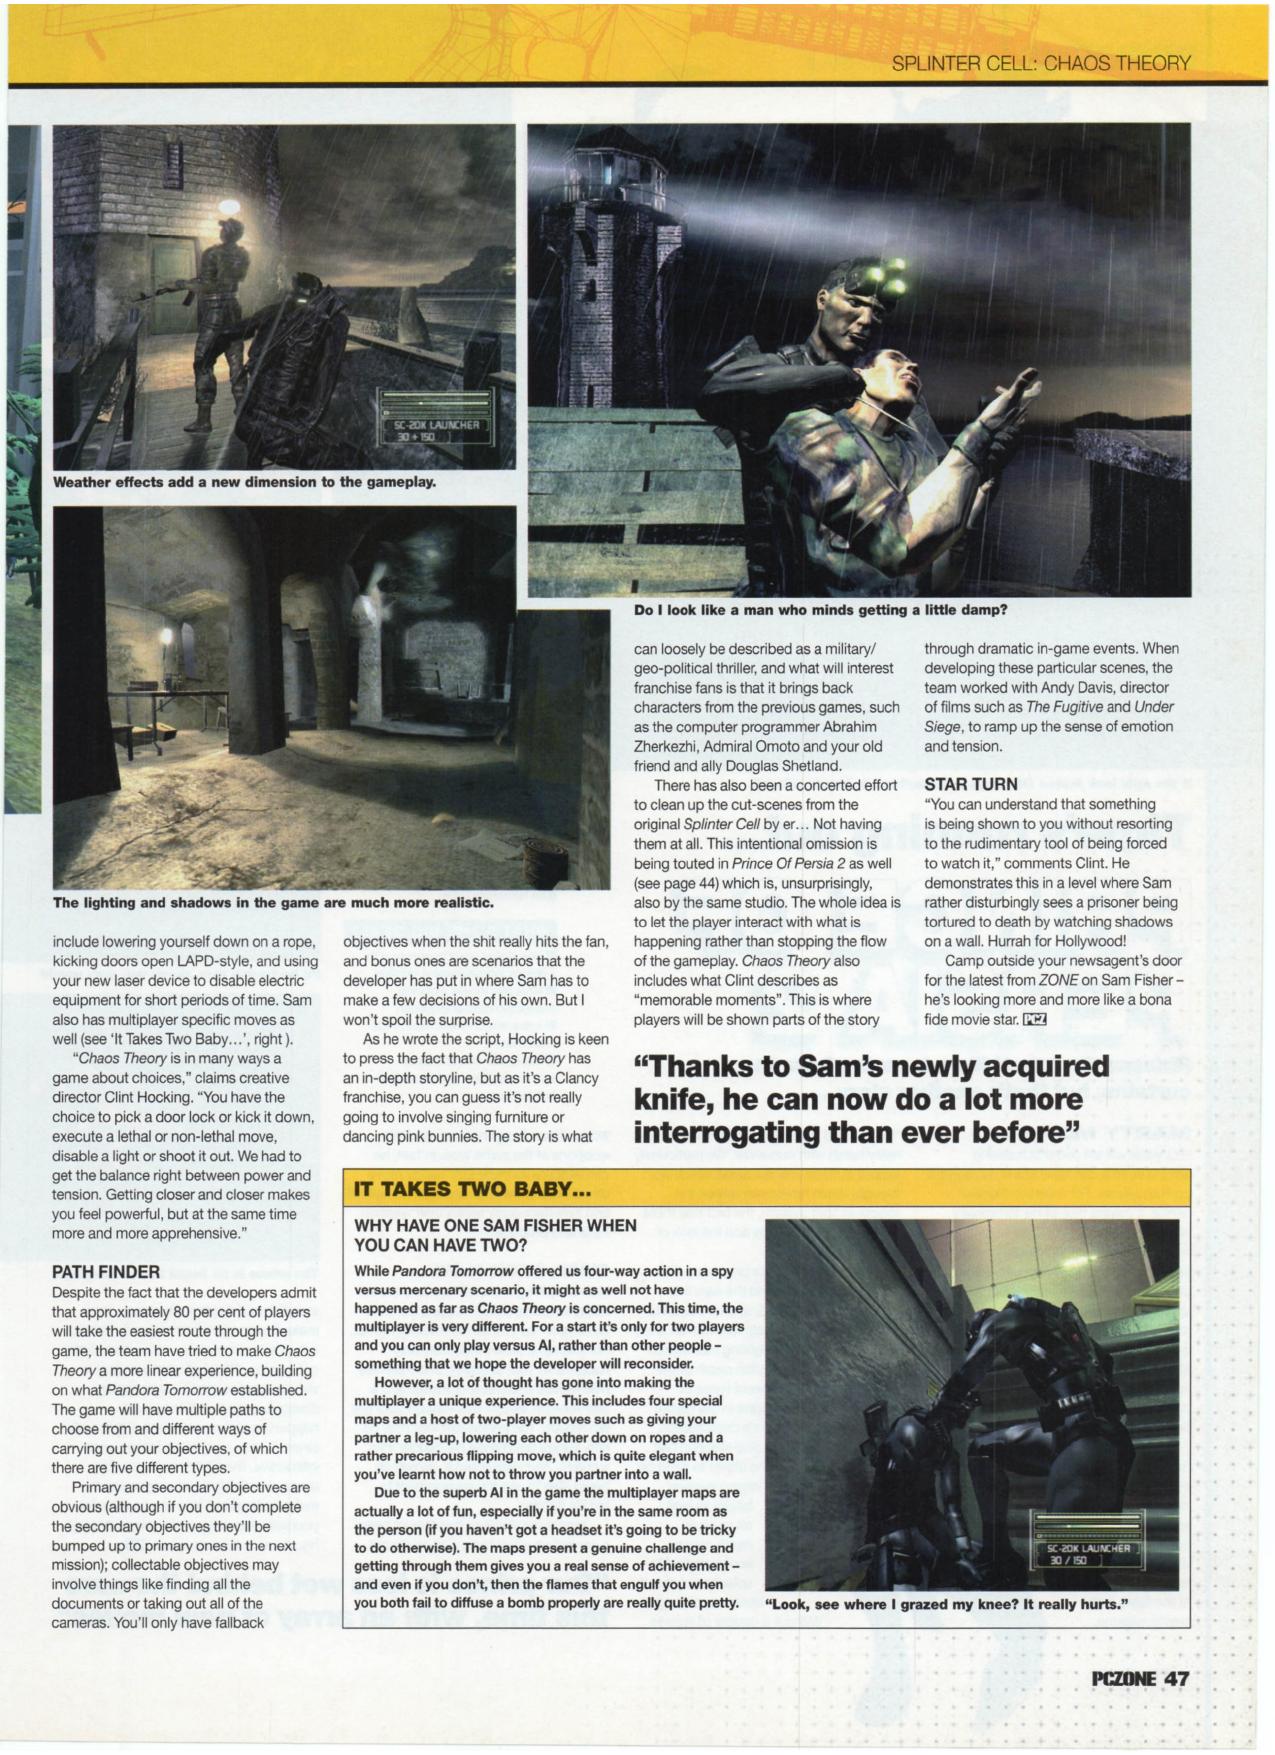 SPLINTER CELL: CHAOS THEORY
SC-20K LAUNCHER
30 + 150
Weather effects add a new dimension to the gameplay.
Do I look like a man who minds getting a little damp?
The lighting and shadows in the game are much more realistic.
include lowering yourself down on a rope,
kicking doors open LAPD-style, and using
your new laser device to disable electric
equipment for short periods of time. Sam
also has multiplayer specific moves as
well (see ‘It Takes Two Baby...’, right ).
“Chaos Theory is in many ways a
game about choices,” claims creative
director Clint Hocking. “You have the
choice to pick a door lock or kick it down,
execute a lethal or non-lethal move,
disable a light or shoot it out. We had to
get the balance right between power and
tension. Getting closer and closer makes
you feel powerful, but at the same time
more and more apprehensive.”
PATH FINDER
Despite the fact that the developers admit
that approximately 80 per cent of players
will take the easiest route through the
game, the team have tried to make Chaos
Theory a more linear experience, building
on what Pandora Tomorrow established.
The game will have multiple paths to
choose from and different ways of
carrying out your objectives, of which
there are five different types.
Primary and secondary objectives are
obvious (although if you don’t complete
the secondary objectives they’ll be
bumped up to primary ones in the next
mission); collectable objectives may
involve things like finding all the
documents or taking out all of the
cameras. You’ll only have fallback
objectives when the shit really hits the fan,
and bonus ones are scenarios that the
developer has put in where Sam has to
make a few decisions of his own. But I
won’t spoil the surprise.
As he wrote the script, Hocking is keen
to press the fact that Chaos Theory has
an in-depth storyline, but as it’s a Clancy
franchise, you can guess it’s not really
going to involve singing furniture or
dancing pink bunnies. The story is what
can loosely be described as a military/
geo-political thriller, and what will interest
franchise fans is that it brings back
characters from the previous games, such
as the computer programmer Abrahim
Zherkezhi, Admiral Omoto and your old
friend and ally Douglas Shetland.
There has also been a concerted effort
to clean up the cut-scenes from the
original Splinter Cell by er... Not having
them at all. This intentional omission is
being touted in Prince Of Persia 2 as well
(see page 44) which is, unsurprisingly,
also by the same studio. The whole idea is
to let the player interact with what is
happening rather than stopping the flow
of the gameplay. Chaos Theory also
includes what Clint describes as
“memorable moments”. This is where
players will be shown parts of the story
through dramatic in-game events. When
developing these particular scenes, the
team worked with Andy Davis, director
of films such as The Fugitive and Under
Siege, to ramp up the sense of emotion
and tension.
STAR TURN
“You can understand that something
is being shown to you without resorting
to the rudimentary tool of being forced
to watch it,” comments Clint. He
demonstrates this in a level where Sam
rather disturbingly sees a prisoner being
tortured to death by watching shadows
on a wall. Hurrah for Hollywood!
Camp outside your newsagent’s door
for the latest from ZONE on Sam Fisher –
he’s looking more and more like a bona
fide movie star. PCZ
“Thanks to Sam’s newly acquired
knife, he can now do a lot more
interrogating than ever before”
IT TAKES TWO BABY...
WHY HAVE ONE SAM FISHER WHEN
YOU CAN HAVE TWO?
While Pandora Tomorrow offered us four-way action in a spy
versus mercenary scenario, it might as well not have
happened as far as Chaos Theory is concerned. This time, the
multiplayer is very different. For a start it’s only for two players
and you can only play versus AI, rather than other people –
something that we hope the developer will reconsider.
However, a lot of thought has gone into making the
multiplayer a unique experience. This includes four special
maps and a host of two-player moves such as giving your
partner a leg-up, lowering each other down on ropes and a
rather precarious flipping move, which is quite elegant when
you’ve learnt how not to throw you partner into a wall.
Due to the superb AI in the game the multiplayer maps are
actually a lot of fun, especially if you’re in the same room as
the person (if you haven’t got a headset it’s going to be tricky
to do otherwise). The maps present a genuine challenge and
getting through them gives you a real sense of achievement –
and even if you don’t, then the flames that engulf you when
you both fail to diffuse a bomb properly are really quite pretty.
SC-20K LAUNCHER
30 / 150
“Look, see where I grazed my knee? It really hurts.”
PCZONE 47